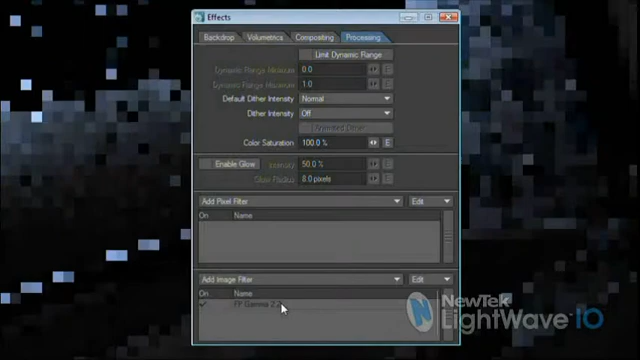 Effects
Backdrop Volumetrics Compositing Processing
Limit Dynamic Range
Dynamic Range Minimum 0.0 E
Dynamic Range Maximum 1.0 E
Default Dither Intensity Normal
Dither Intensity Off
Color Saturation 100.0 % E
Enable Glow Intensity 50.0 % E
Glow Radius 8.0 pixels E
Add Pixel Filter Edit
On Name
Add Image Filter Edit
On Name
FP Gamma 2.2
NewTek
LightWave 10